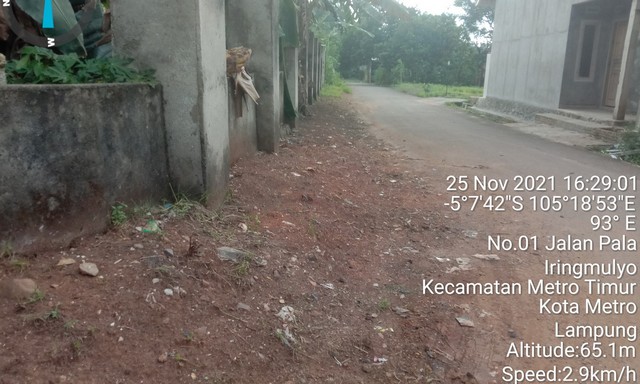 N
W
25 Nov 2021 16:29:01
-5°7'42"S 105°18'53"E
93° E
No.01 Jalan Pala
Iringmulyo
Kecamatan Metro Timur
Kota Metro
Lampung
Altitude:65.1m
Speed:2.9km/h